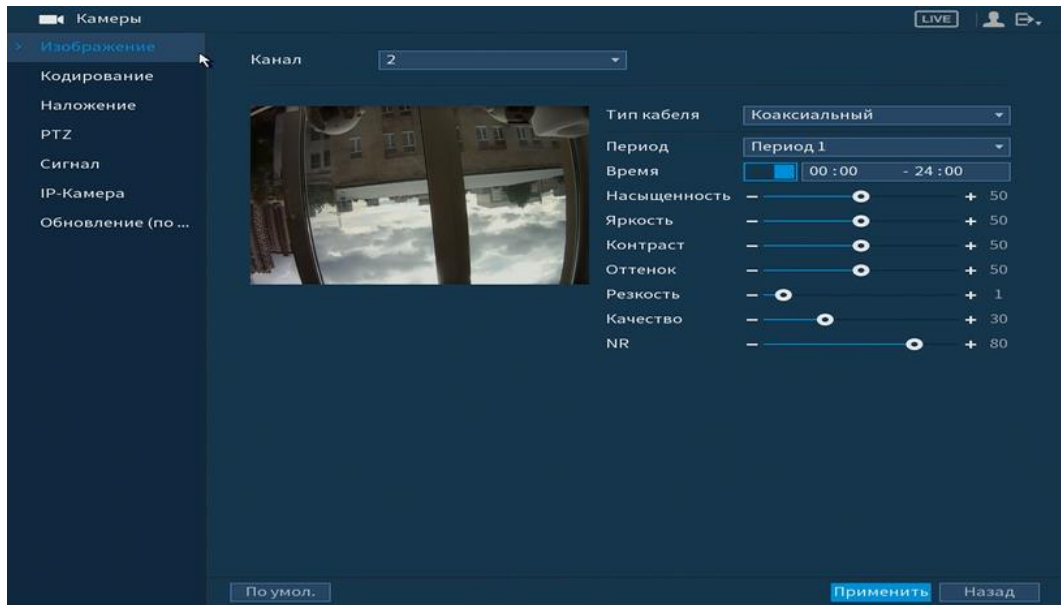 Камеры
LIVE
Изображение
Кодирование
Наложение
PTZ
Сигнал
IP-Камера
Обновление (по ...
Канал 2
Тип кабеля Коаксиальный
Период Период 1
Время 00 : 00 - 24 : 00
Насыщенность 50
Яркость 50
Контраст 50
Оттенок 50
Резкость 1
Качество 30
NR 80
По умол.
Применить
Назад